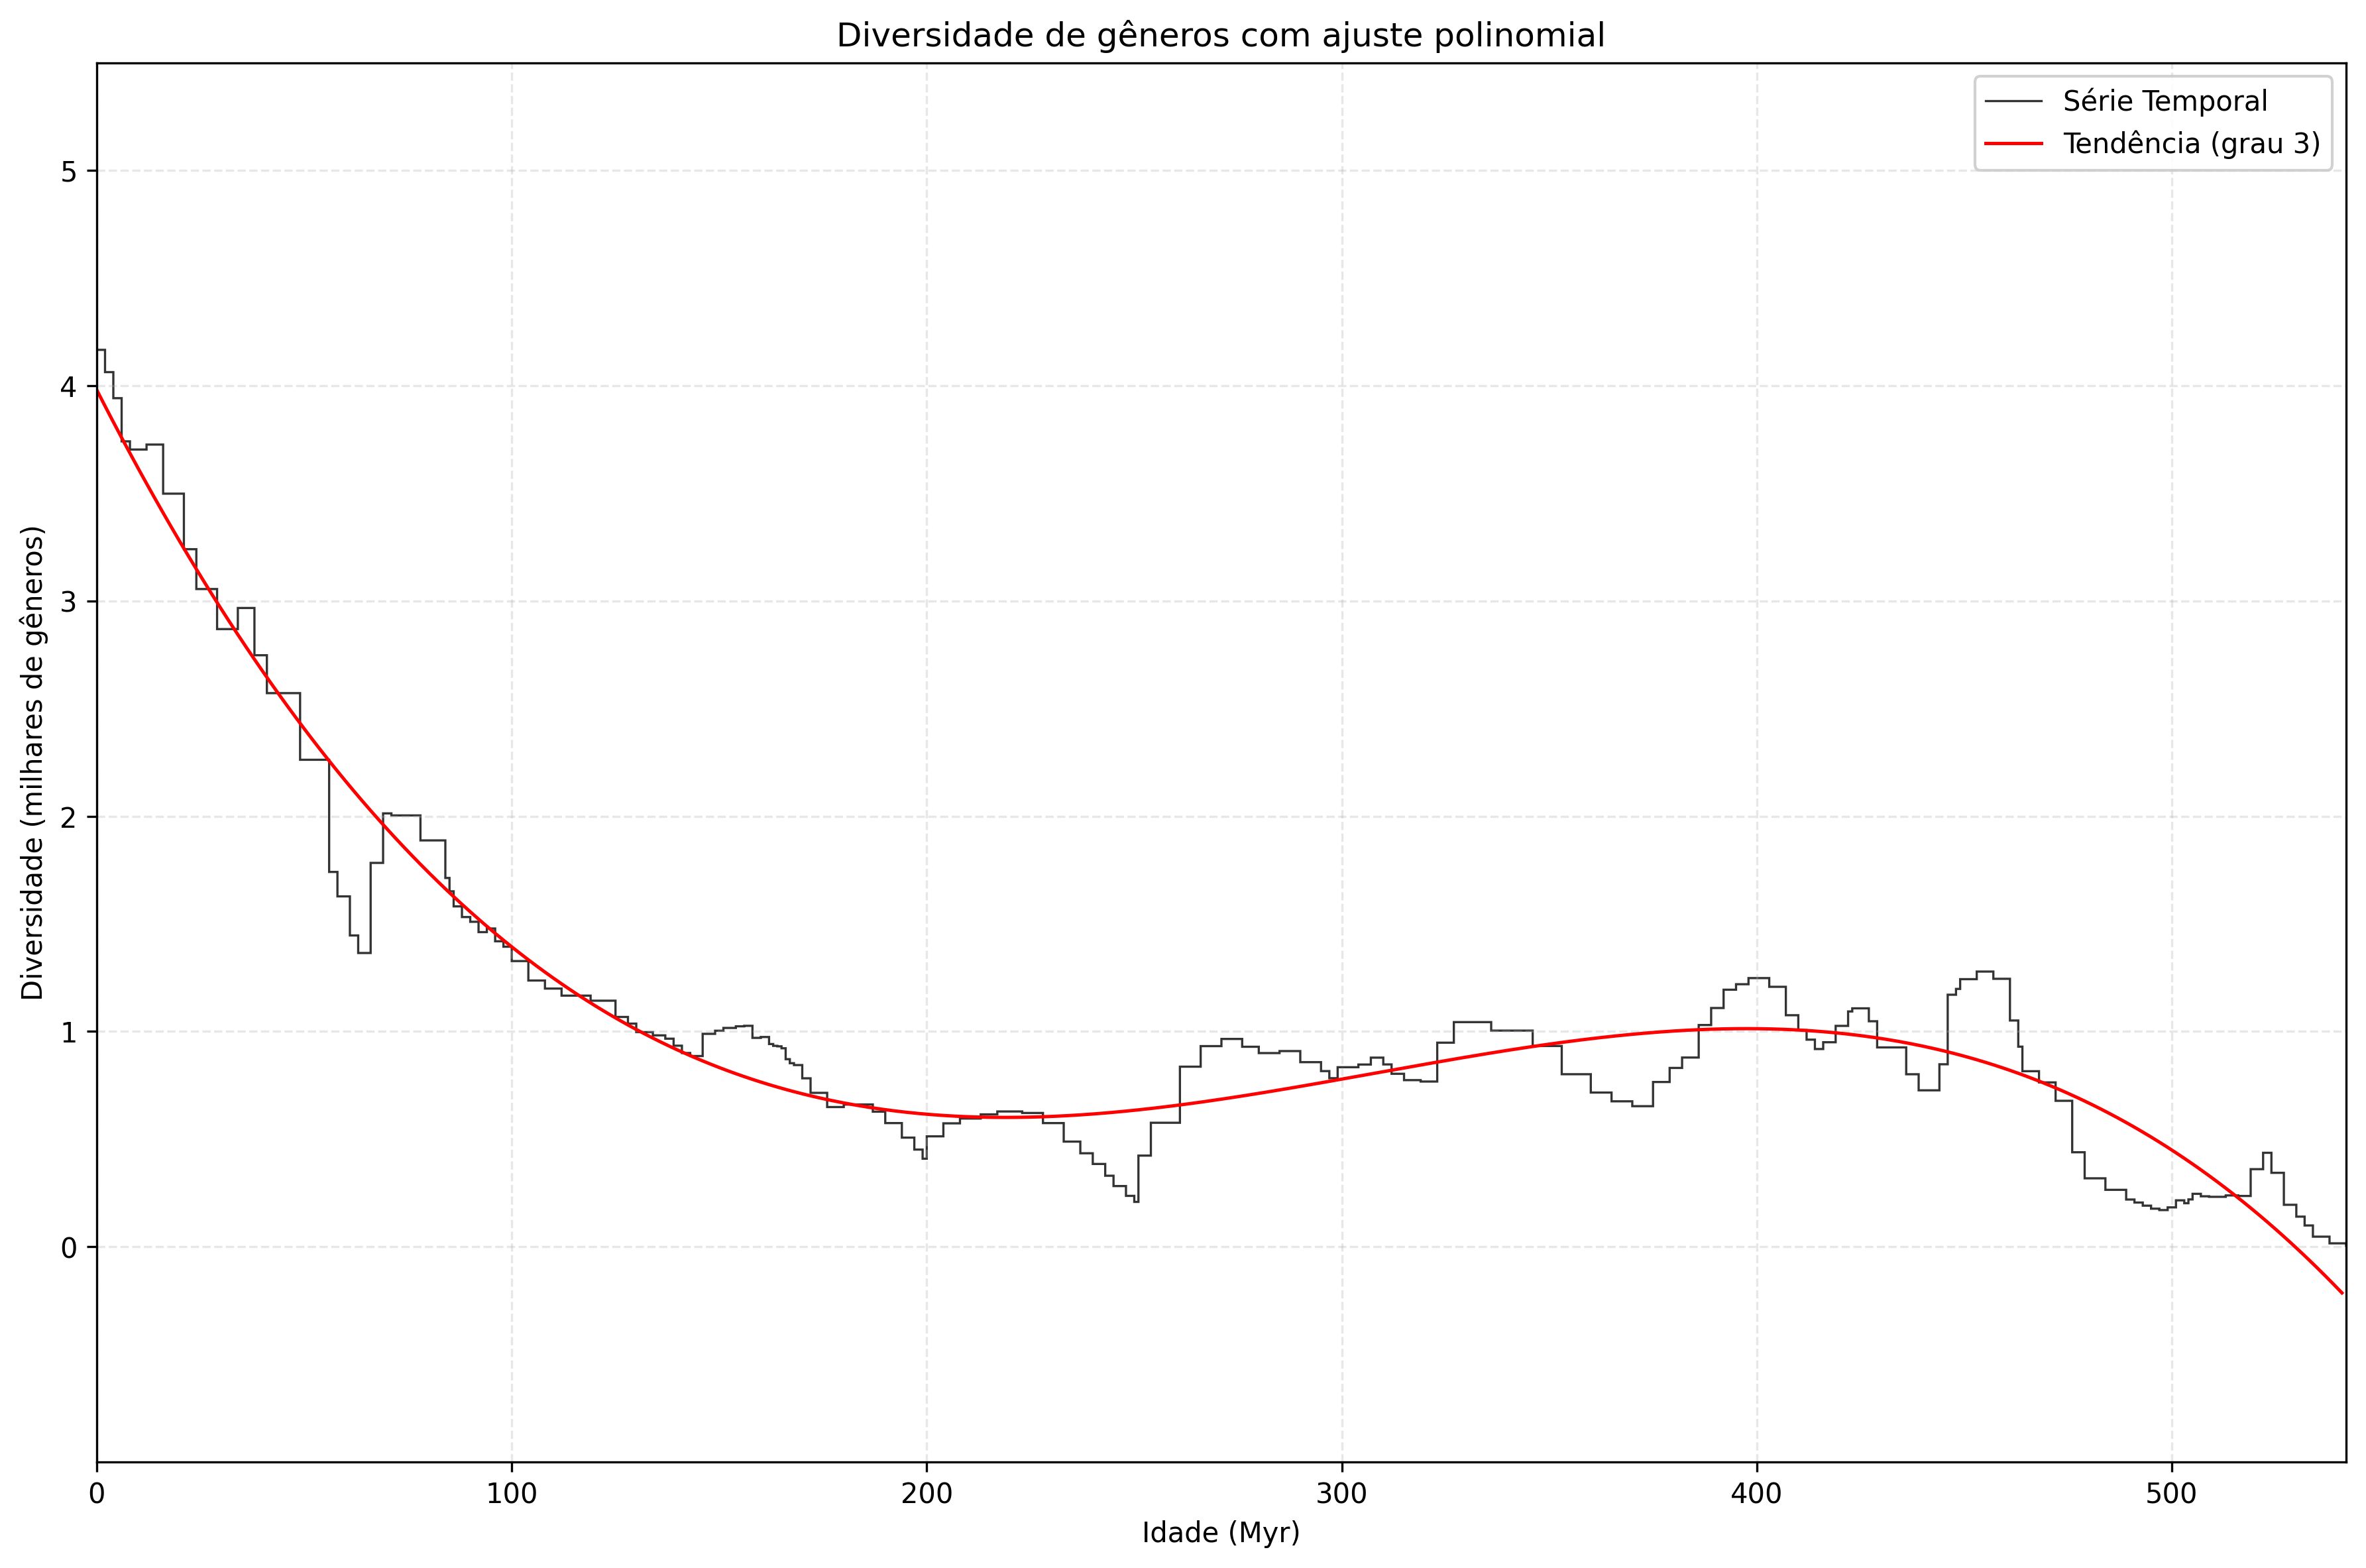 Diversidade de gêneros com ajuste polinomial
Série Temporal
Tendência (grau 3)
Diversidade (milhares de gêneros)
5
4
3
2
1
0
0 100 200 300 400 500
Idade (Myr)